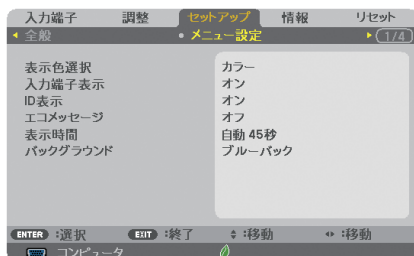 入力端子 調整 セットアップ 情報 リセット
全般 メニュー設定 1/4
表示色選択 カラー
入力端子表示 オン
ID表示 オン
エコメッセージ オフ
表示時間 自動 45秒
バックグラウンド ブルーバック
ENTER :選択 EXIT :終了 :移動 :移動
コンピュータ